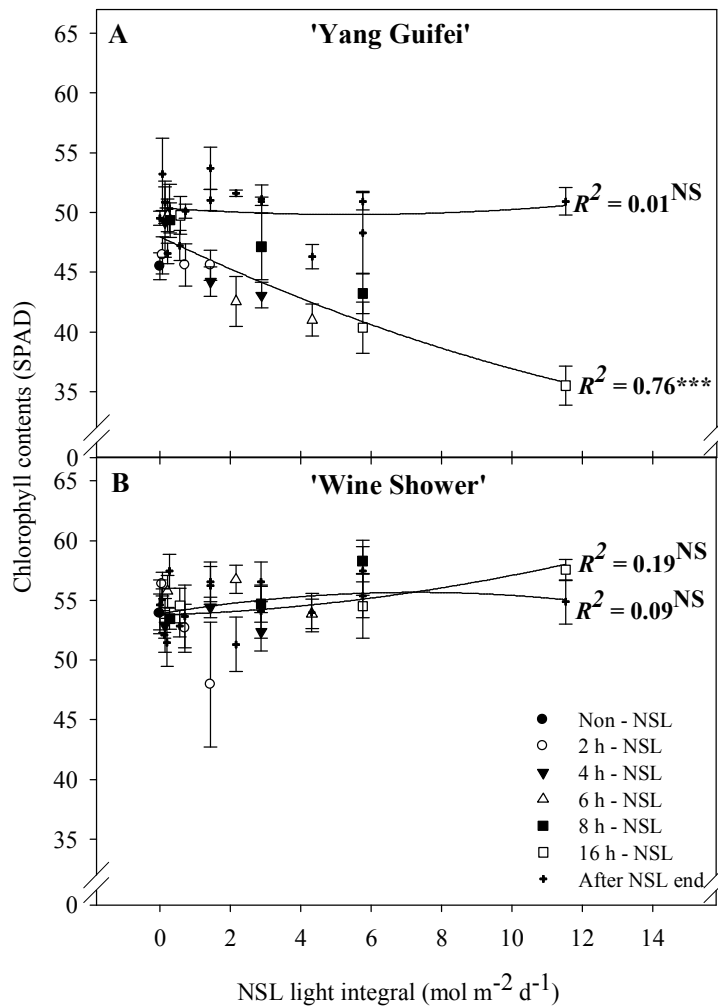 A 'Yang Guifei'
65
60
55
50
45
40
35
0
R² = 0.01NS
R² = 0.76***
Chlorophyll contents (SPAD)
B 'Wine Shower'
65
60
55
50
45
40
35
0
R² = 0.19NS
R² = 0.09NS
Non - NSL
2 h - NSL
4 h - NSL
6 h - NSL
8 h - NSL
16 h - NSL
After NSL end
0 2 4 6 8 10 12 14
NSL light integral (mol m⁻² d⁻¹)